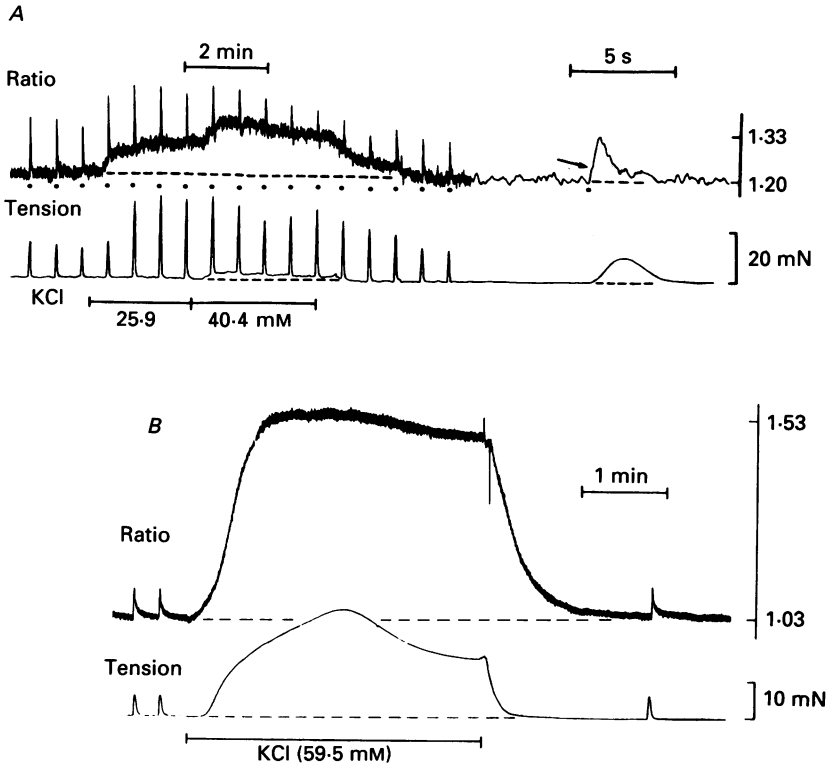 A
2 min
5 s
Ratio
1·33
1·20
Tension
20 mN
KCl
25·9
40·4 mM
B
1·53
1 min
Ratio
1·03
Tension
10 mN
KCl (59·5 mM)